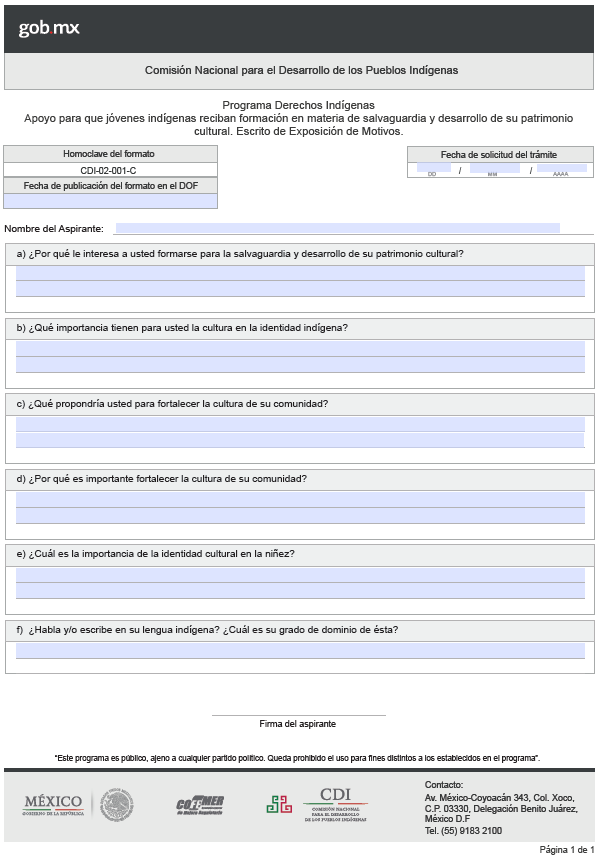 gob.mx
Comisión Nacional para el Desarrollo de los Pueblos Indígenas
Programa Derechos Indígenas
Apoyo para que jóvenes indígenas reciban formación en materia de salvaguardia y desarrollo de su patrimonio
cultural. Escrito de Exposición de Motivos.
Homoclave del formato
CDI-02-001-C
Fecha de publicación del formato en el DOF
Fecha de solicitud del trámite
/ /
DD MM AAAA
Nombre del Aspirante:
a) ¿Por qué le interesa a usted formarse para la salvaguardia y desarrollo de su patrimonio cultural?
b) ¿Qué importancia tienen para usted la cultura en la identidad indígena?
c) ¿Qué propondría usted para fortalecer la cultura de su comunidad?
d) ¿Por qué es importante fortalecer la cultura de su comunidad?
e) ¿Cuál es la importancia de la identidad cultural en la niñez?
f) ¿Habla y/o escribe en su lengua indígena? ¿Cuál es su grado de dominio de ésta?
Firma del aspirante
"Este programa es público, ajeno a cualquier partido político. Queda prohibido el uso para fines distintos a los establecidos en el programa".
MÉXICO
GOBIERNO DE LA REPÚBLICA
COFEMER
CDI
COMISIÓN NACIONAL
PARA EL DESARROLLO
DE LOS PUEBLOS INDÍGENAS
Contacto:
Av. México-Coyoacán 343, Col. Xoco,
C.P. 03330, Delegación Benito Juárez,
México D.F
Tel. (55) 9183 2100
Página 1 de 1